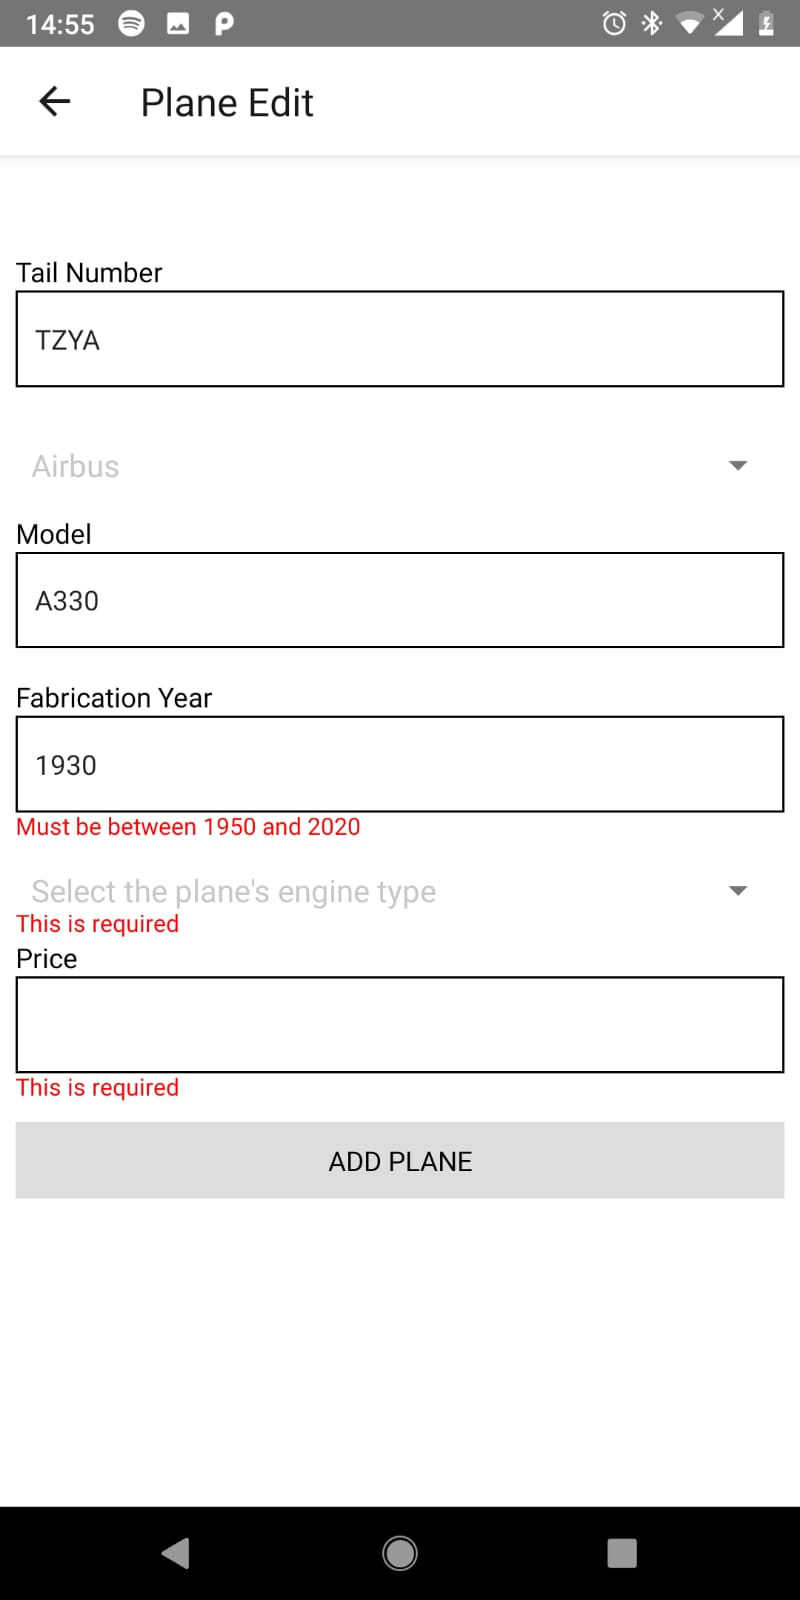 14:55
Plane Edit
Tail Number
TZYA
Airbus
Model
A330
Fabrication Year
1930
Must be between 1950 and 2020
Select the plane's engine type
This is required
Price
This is required
ADD PLANE